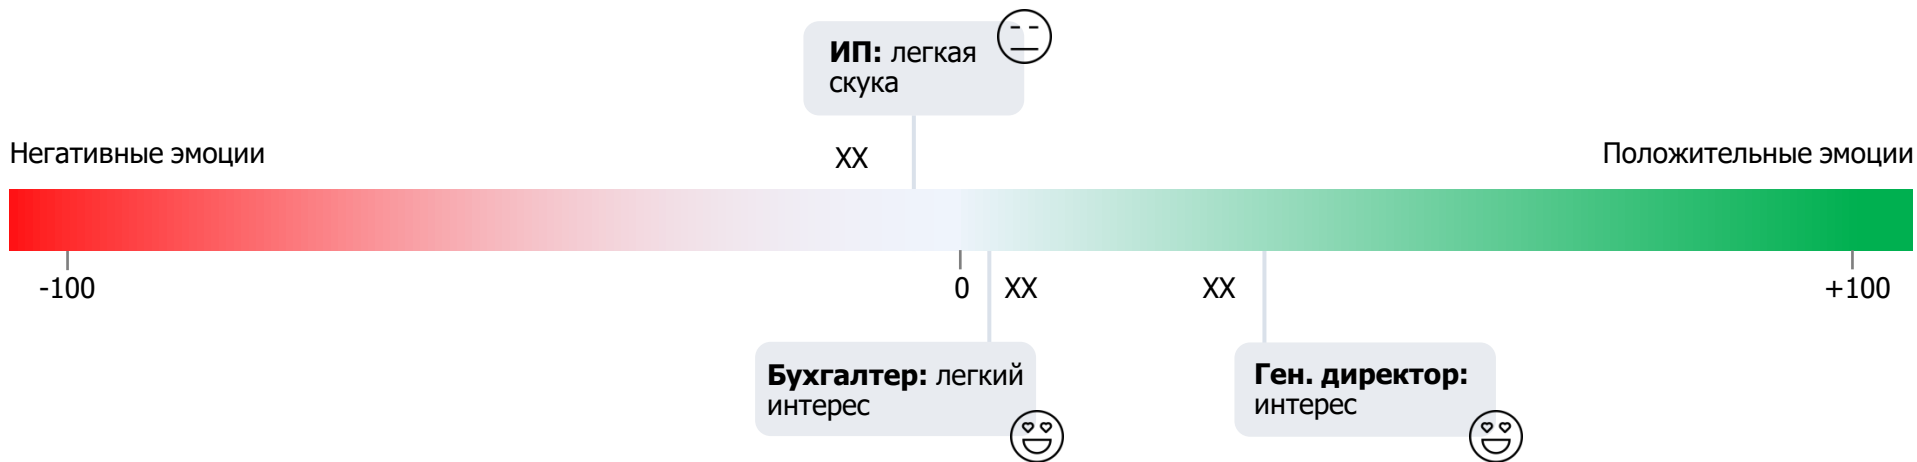 ИП: легкая
скука
Негативные эмоции
XX
Положительные эмоции
-100
0
XX
XX
+100
Бухгалтер: легкий
интерес
Ген. директор:
интерес